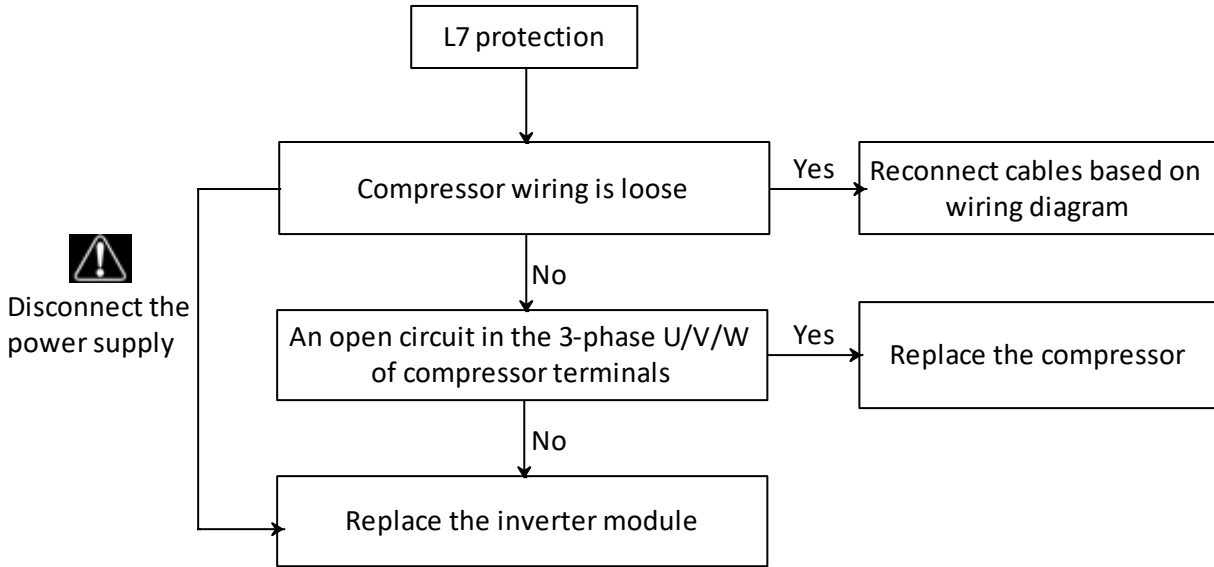 L7 protection
Compressor wiring is loose
Yes
Reconnect cables based on
wiring diagram
No
Disconnect the
power supply
An open circuit in the 3-phase U/V/W
of compressor terminals
Yes
Replace the compressor
No
Replace the inverter module